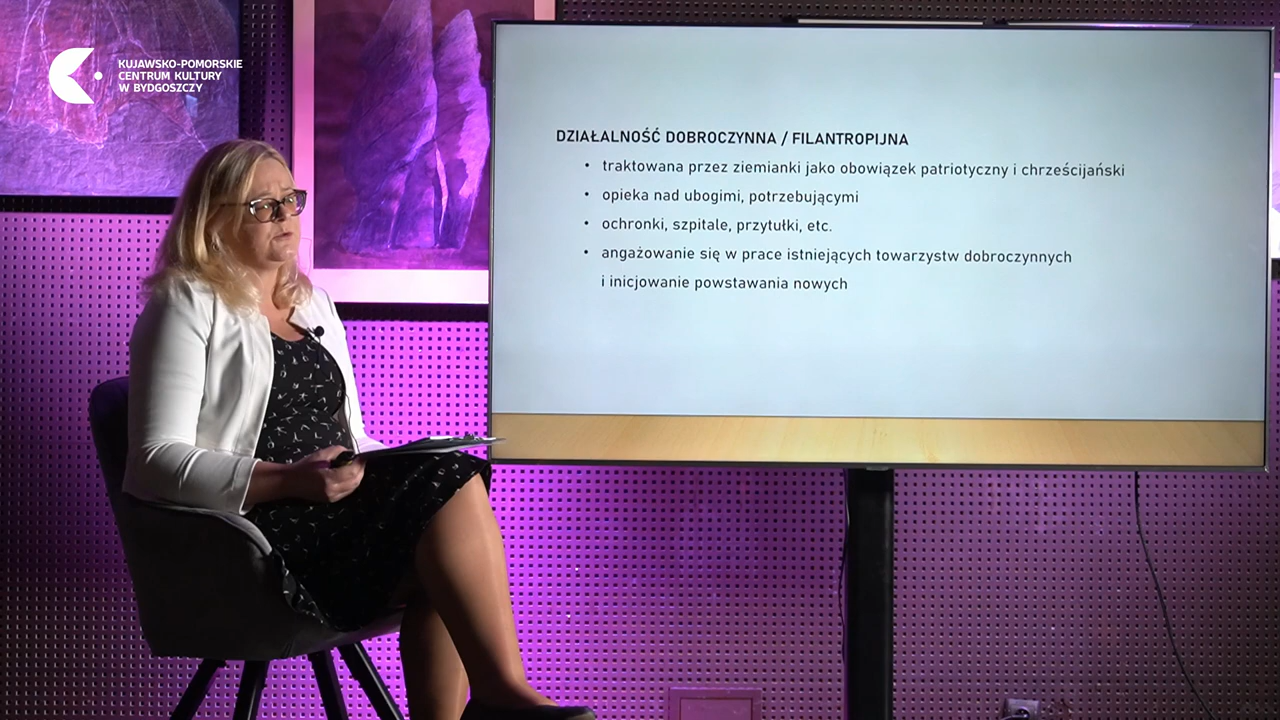 KUJAWSKO-POMORSKIE
CENTRUM KULTURY
W BYDGOSZCZY
DZIAŁALNOŚĆ DOBROCZYNNA / FILANTROPIJNA
• traktowana przez ziemianki jako obowiązek patriotyczny i chrześcijański
• opieka nad ubogimi, potrzebującymi
• ochronki, szpitale, przytułki, etc.
• angażowanie się w prace istniejących towarzystw dobroczynnych
i inicjowanie powstawania nowych